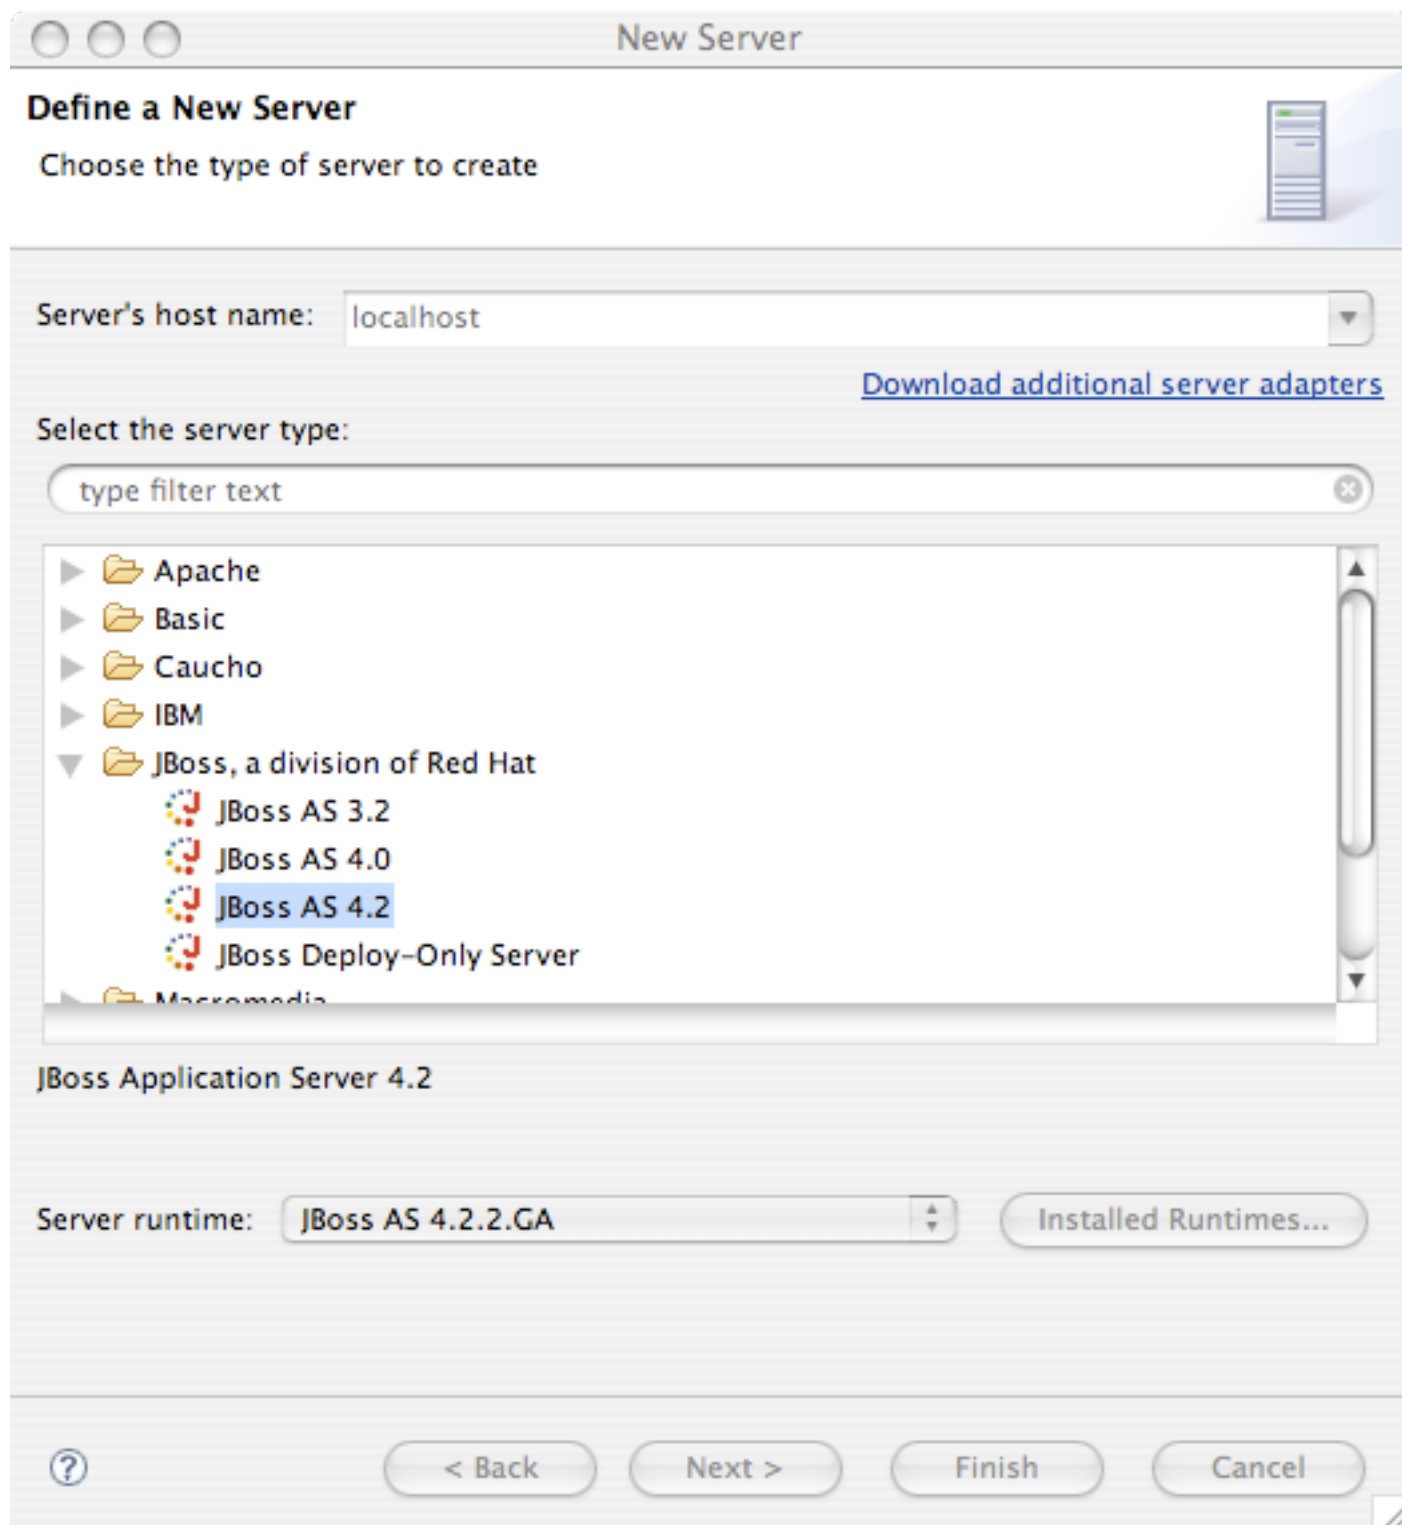 New Server
Define a New Server
Choose the type of server to create
Server's host name: localhost
Download additional server adapters
Select the server type:
type filter text
Apache
Basic
Caucho
IBM
JBoss, a division of Red Hat
JBoss AS 3.2
JBoss AS 4.0
JBoss AS 4.2
JBoss Deploy-Only Server
Macromedia
JBoss Application Server 4.2
Server runtime: JBoss AS 4.2.2.GA Installed Runtimes...
? < Back Next > Finish Cancel